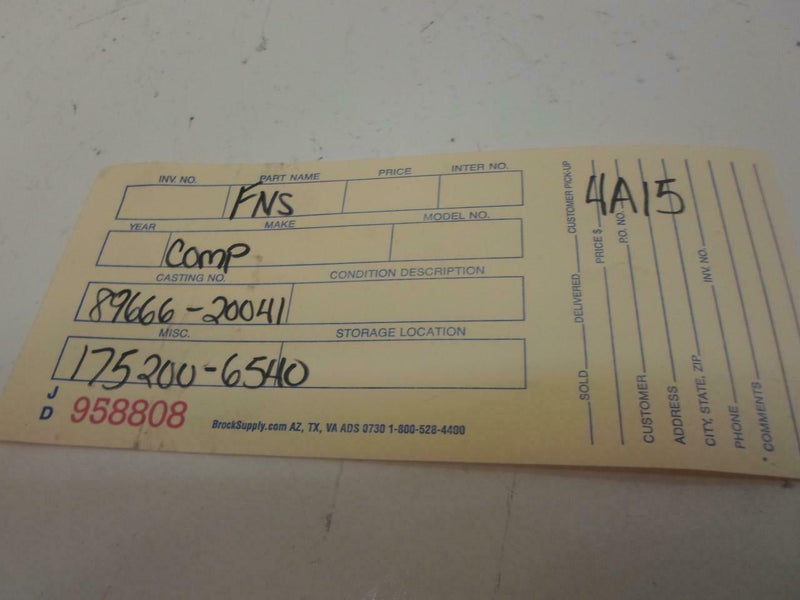 INV. NO. PART NAME PRICE INTER NO.
FNS
YEAR MAKE MODEL NO.
Comp
CASTING NO. CONDITION DESCRIPTION
89666-20041
MISC. STORAGE LOCATION
175200-6540
J
D 958808
BrockSupply.com AZ, TX, VA ADS 0730 1-800-528-4400
4A15
SOLD DELIVERED CUSTOMER PICK-UP
PRICE $
P.O. NO.
CUSTOMER
ADDRESS
CITY, STATE, ZIP INV. NO.
PHONE
* COMMENTS